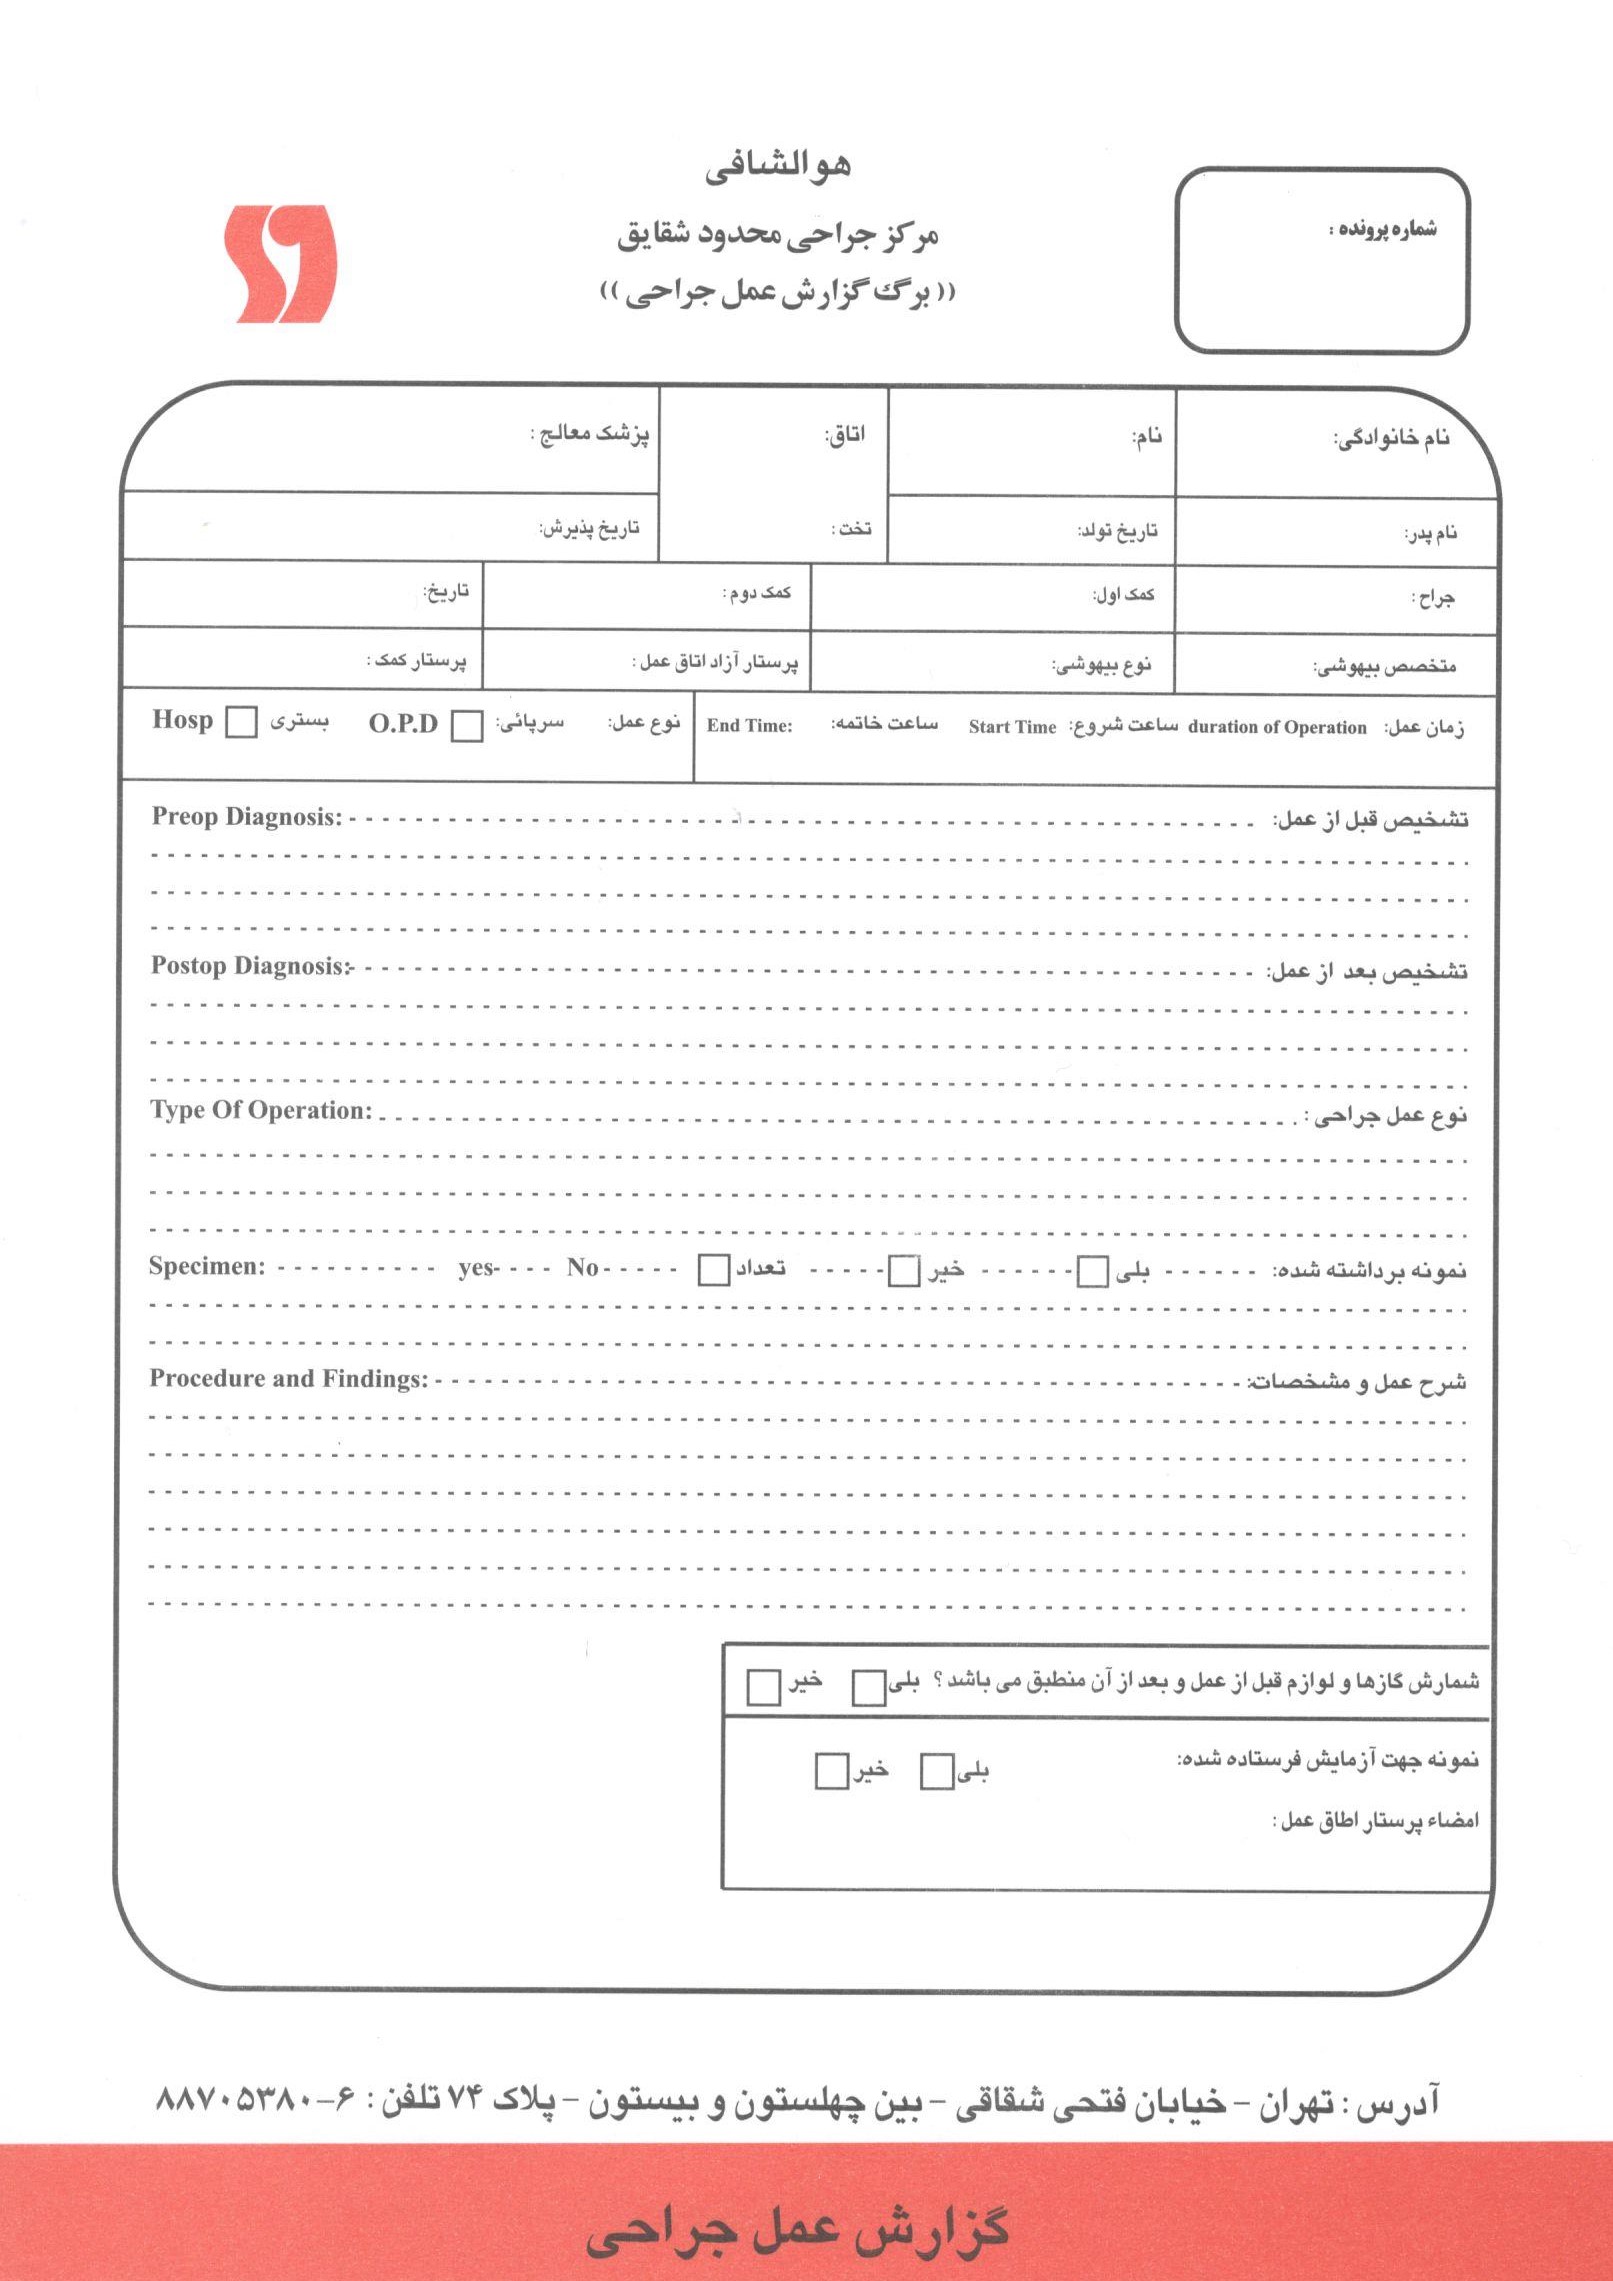 هوالشافی
مرکز جراحی محدود شقایق
((برگ گزارش عمل جراحی))
شماره پرونده :
نام خانوادگی: نام: اتاق: پزشک معالج :
نام پدر: تاریخ تولد: تخت : تاریخ پذیرش:
جراح : کمک اول: کمک دوم : تاریخ:
متخصص بیهوشی: نوع بیهوشی: پرستار آزاد اتاق عمل : پرستار کمک :
زمان عمل: duration of Operation ساعت شروع: Start Time ساعت خاتمه: End Time: نوع عمل: سرپائی: O.P.D بستری Hosp
Preop Diagnosis: تشخیص قبل از عمل:
Postop Diagnosis: تشخیص بعد از عمل:
Type Of Operation: نوع عمل جراحی :
Specimen: yes No تعداد خیر بلی نمونه برداشته شده:
Procedure and Findings: شرح عمل و مشخصات:
شمارش گازها و لوازم قبل از عمل و بعد از آن منطبق می باشد ؟ بلی خیر
نمونه جهت آزمایش فرستاده شده: بلی خیر
امضاء پرستار اطاق عمل :
آدرس : تهران - خیابان فتحی شقاقی - بین چهلستون و بیستون - پلاک ۷۴ تلفن : ۶-۸۸۷۰۵۳۸۰
گزارش عمل جراحی